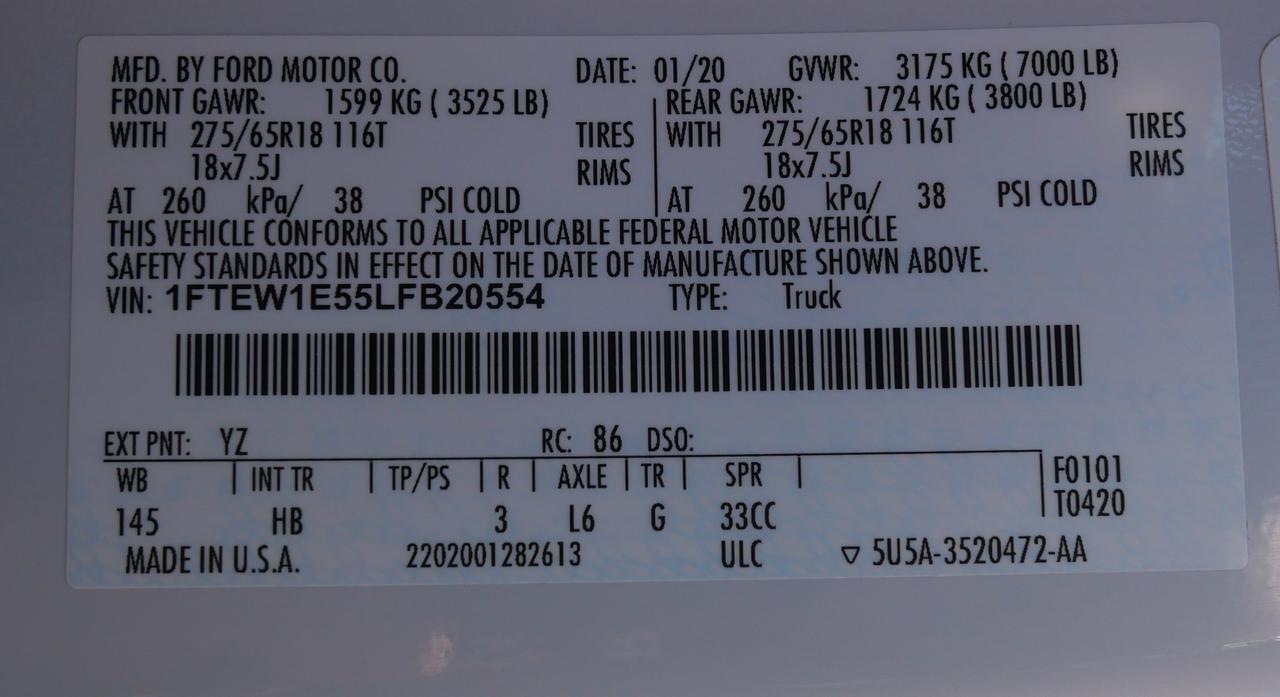 MFD. BY FORD MOTOR CO. DATE: 01/20 GVWR: 3175 KG ( 7000 LB)
FRONT GAWR: 1599 KG ( 3525 LB) REAR GAWR: 1724 KG ( 3800 LB)
WITH 275/65R18 116T TIRES WITH 275/65R18 116T TIRES
18x7.5J RIMS 18x7.5J RIMS
AT 260 kPa/ 38 PSI COLD AT 260 kPa/ 38 PSI COLD
THIS VEHICLE CONFORMS TO ALL APPLICABLE FEDERAL MOTOR VEHICLE
SAFETY STANDARDS IN EFFECT ON THE DATE OF MANUFACTURE SHOWN ABOVE.
VIN: 1FTEW1E55LFB20554 TYPE: Truck
EXT PNT: YZ RC: 86 DSO:
WB INT TR TP/PS R AXLE TR SPR F0101
T0420
145 HB 3 L6 G 33CC
MADE IN U.S.A. 2202001282613 ULC ▽ 5U5A-3520472-AA